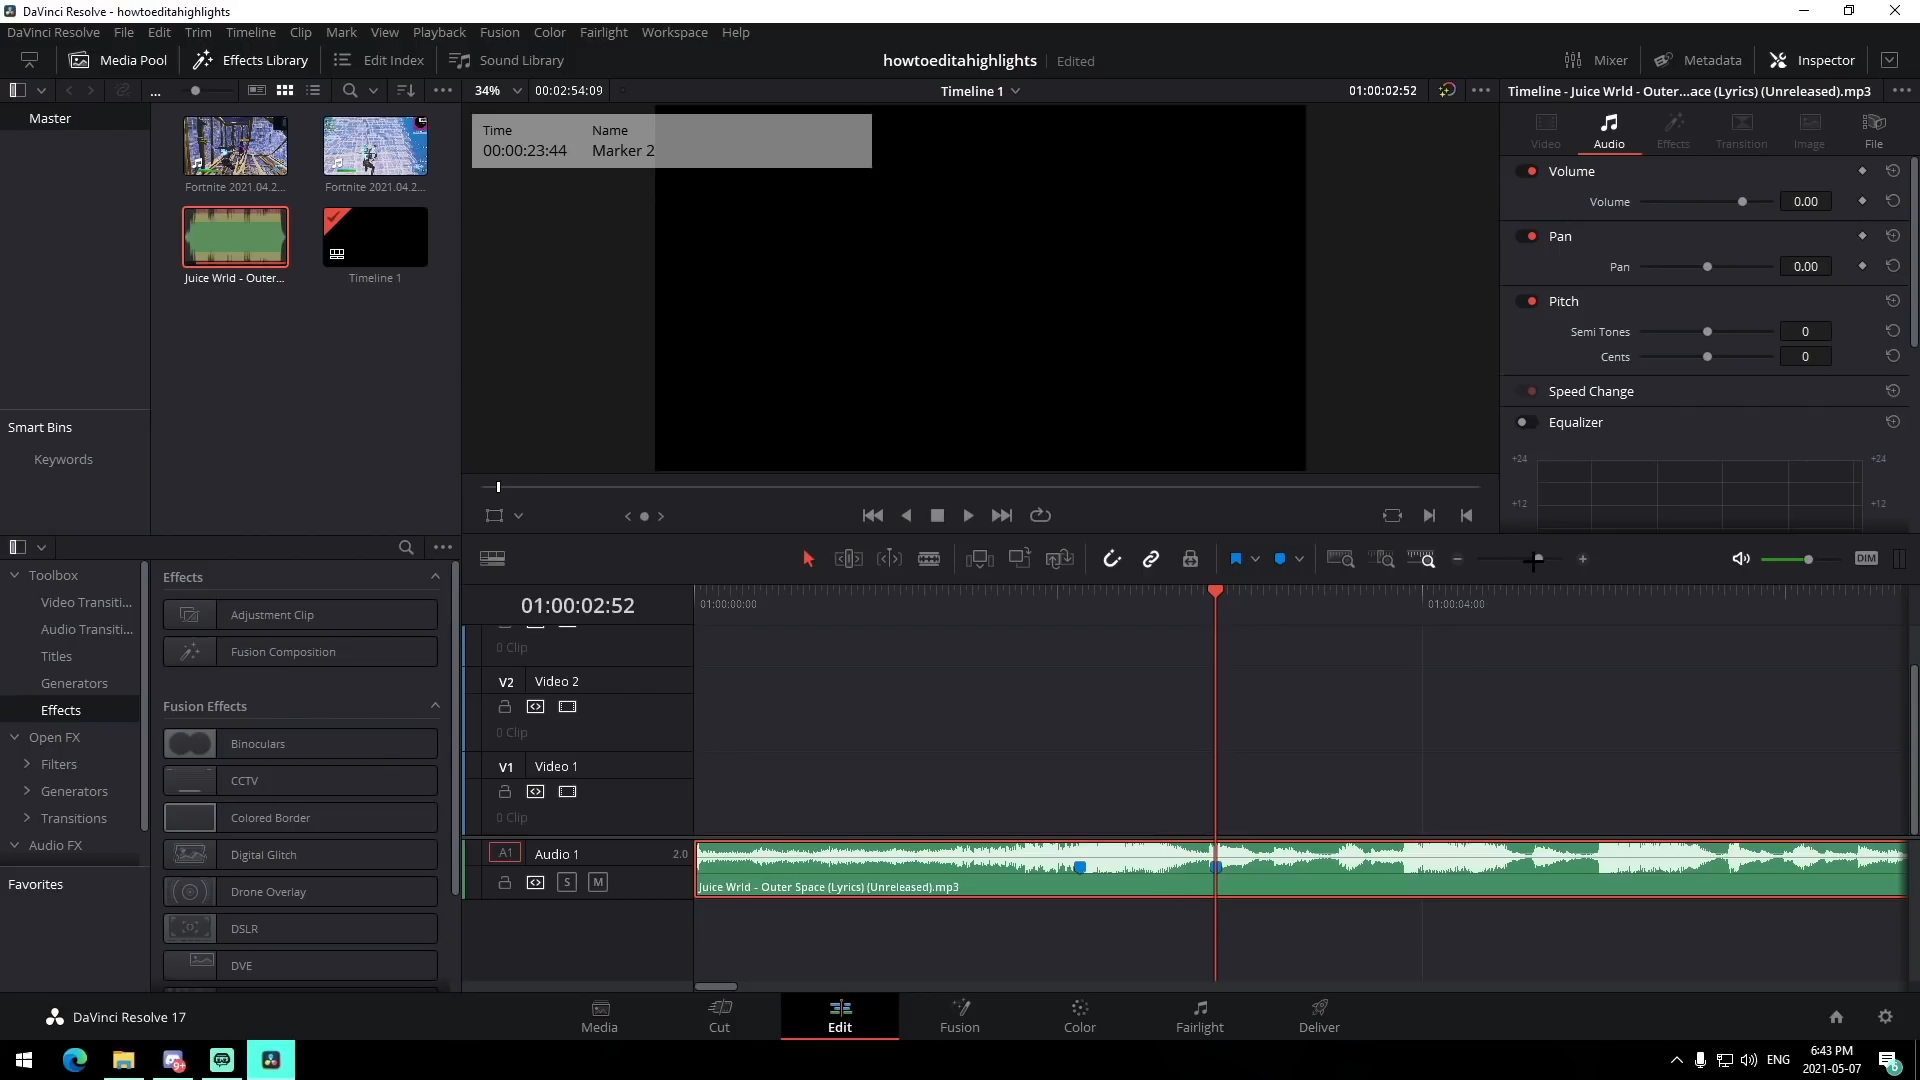 DaVinci Resolve - howtoeditahighlights
DaVinci Resolve File Edit Trim Timeline Clip Mark View Playback Fusion Color Fairlight Workspace Help
Media Pool Effects Library Edit Index Sound Library howtoeditahighlights Edited Mixer Metadata Inspector
... 34% 00:02:54:09 Timeline 1 01:00:02:52 Timeline - Juice Wrld - Outer...ace (Lyrics) (Unreleased).mp3
Master
Fortnite 2021.04.2... Fortnite 2021.04.2...
Juice Wrld - Outer... Timeline 1
Smart Bins
Keywords
Time Name
00:00:23:44 Marker 2
Video Audio Effects Transition Image File
Volume
Volume 0.00
Pan
Pan 0.00
Pitch
Semi Tones 0
Cents 0
Speed Change
Equalizer
+24 +24
+12 +12
Toolbox
Video Transiti...
Audio Transiti...
Titles
Generators
Effects
Open FX
Filters
Generators
Transitions
Audio FX
Favorites
Effects
Adjustment Clip
Fusion Composition
Fusion Effects
Binoculars
CCTV
Colored Border
Digital Glitch
Drone Overlay
DSLR
DVE
DIM
01:00:02:52 01:00:00:00 01:00:04:00
0 Clip
V2 Video 2
0 Clip
V1 Video 1
0 Clip
A1 Audio 1 2.0
S M
Juice Wrld - Outer Space (Lyrics) (Unreleased).mp3
DaVinci Resolve 17
Media Cut Edit Fusion Color Fairlight Deliver
9+
ENG
6:43 PM
2021-05-07
6